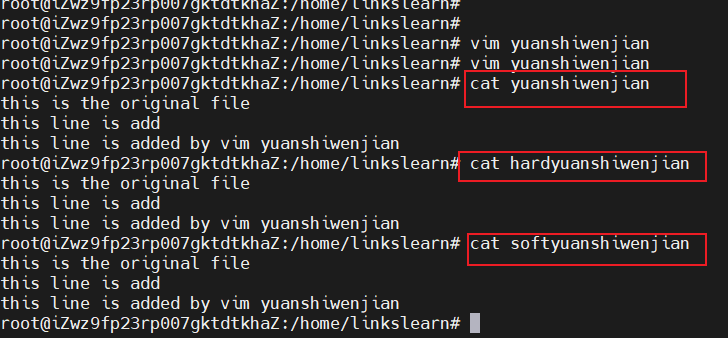 root@iZwz9fp23rp007gktdtkhaZ:/home/linkslearn#
root@iZwz9fp23rp007gktdtkhaZ:/home/linkslearn#
root@iZwz9fp23rp007gktdtkhaZ:/home/linkslearn# vim yuanshiwenjian
root@iZwz9fp23rp007gktdtkhaZ:/home/linkslearn# vim yuanshiwenjian
root@iZwz9fp23rp007gktdtkhaZ:/home/linkslearn# cat yuanshiwenjian
this is the original file
this line is add
this line is added by vim yuanshiwenjian
root@iZwz9fp23rp007gktdtkhaZ:/home/linkslearn# cat hardyuanshiwenjian
this is the original file
this line is add
this line is added by vim yuanshiwenjian
root@iZwz9fp23rp007gktdtkhaZ:/home/linkslearn# cat softyuanshiwenjian
this is the original file
this line is add
this line is added by vim yuanshiwenjian
root@iZwz9fp23rp007gktdtkhaZ:/home/linkslearn#